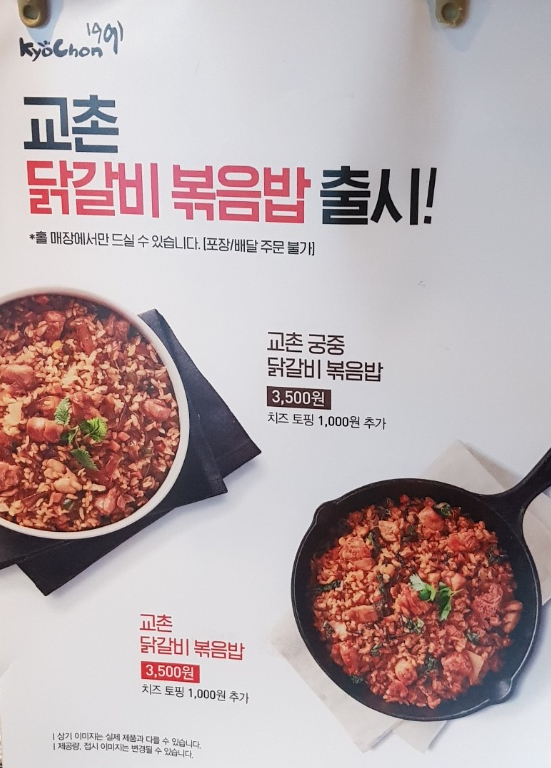 KyoChon 1991
교촌
닭갈비 볶음밥 출시!
*홀 매장에서만 드실 수 있습니다. [포장/배달 주문 불가]
교촌 궁중
닭갈비 볶음밥
3,500원
치즈 토핑 1,000원 추가
교촌
닭갈비 볶음밥
3,500원
치즈 토핑 1,000원 추가
| 상기 이미지는 실제 제품과 다를 수 있습니다.
| 제공량, 접시 이미지는 변경될 수 있습니다.